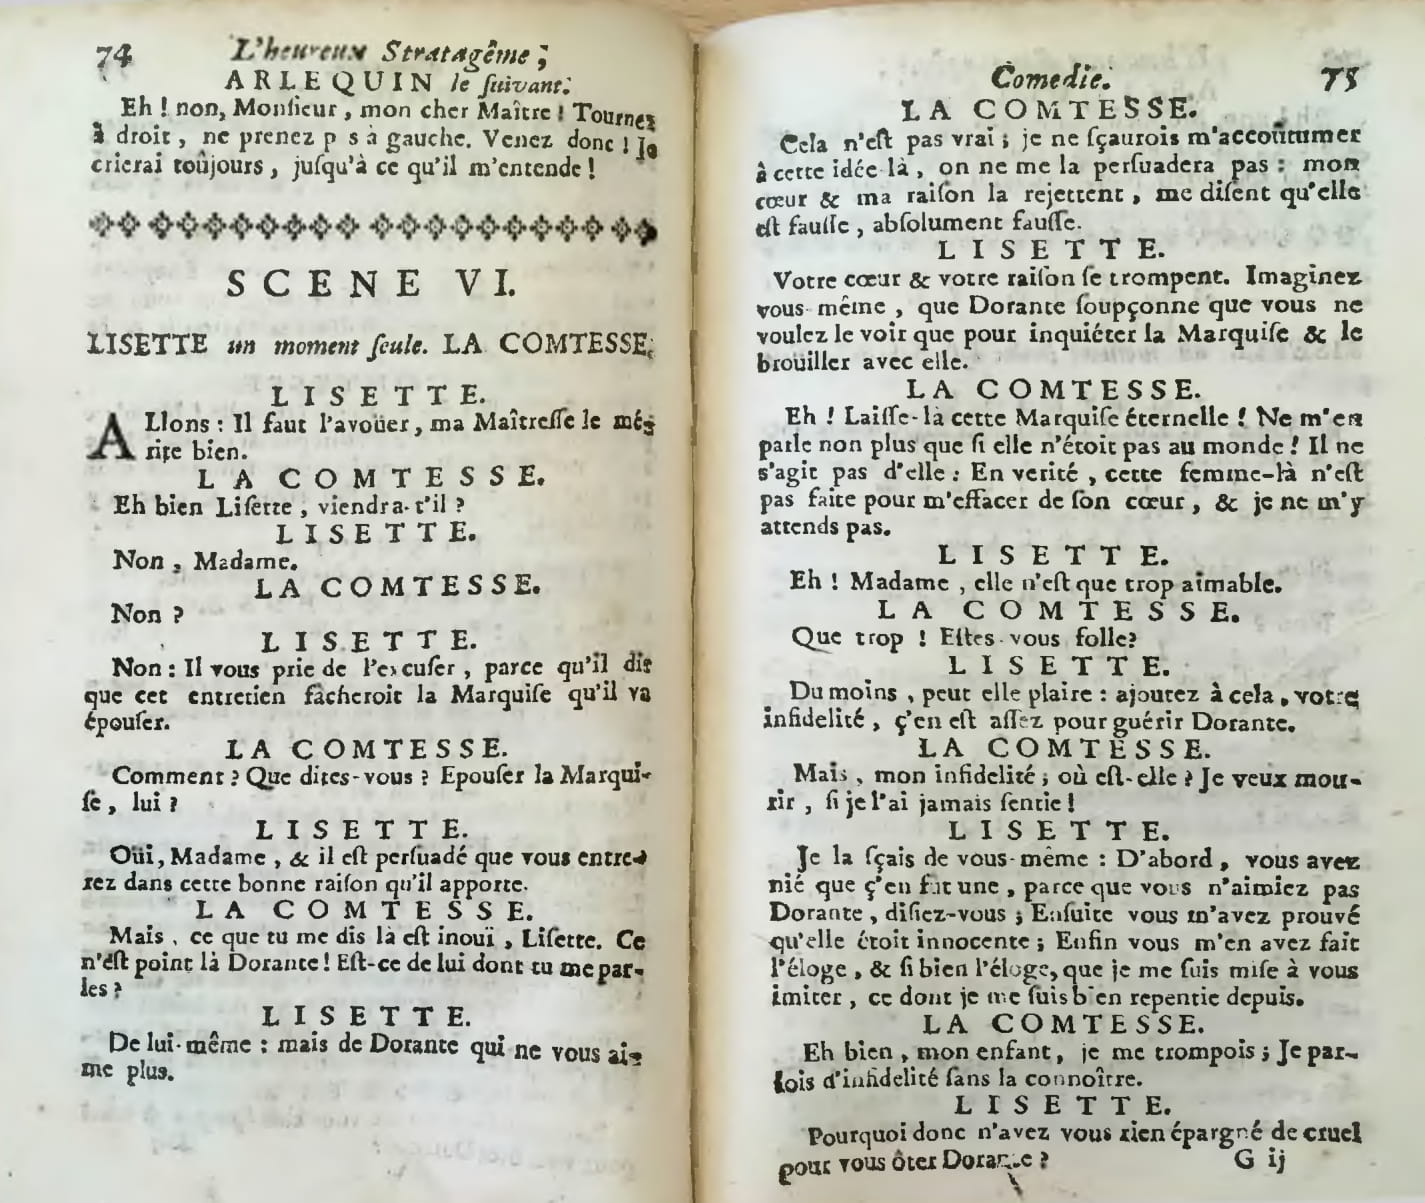 74 L'heureux Stratagême ;
ARLEQUIN le ſuivant.
Eh ! non, Monſieur, mon cher Maître ! Tournez
à droit, ne prenez p s à gauche. Venez donc ! Je
crierai toûjours, juſqu'à ce qu'il m'entende !
SCENE VI.
LISETTE un moment ſeule. LA COMTESSE.
LISETTE.
ALlons : Il faut l'avoüer, ma Maîtreſſe le mé-
rite bien.
LA COMTESSE.
Eh bien Liſette, viendra-t'il ?
LISETTE.
Non, Madame.
LA COMTESSE.
Non ?
LISETTE.
Non : Il vous prie de l'excuſer, parce qu'il dit
que cet entretien fâcheroit la Marquiſe qu'il va
épouſer.
LA COMTESSE.
Comment ? Que dites-vous ? Epouſer la Marqui-
ſe, lui ?
LISETTE.
Oüi, Madame, & il eſt perſuadé que vous entre-
rez dans cette bonne raiſon qu'il apporte.
LA COMTESSE.
Mais, ce que tu me dis là eſt inouï, Liſette. Ce
n'eſt point là Dorante ! Eſt-ce de lui dont tu me par-
les ?
LISETTE.
De lui-même : mais de Dorante qui ne vous ai-
me plus.
Comedie. 75
LA COMTESSE.
Cela n'eſt pas vrai ; je ne ſçaurois m'accoûtumer
à cette idée-là, on ne me la perſuadera pas : mon
cœur & ma raiſon la rejettent, me diſent qu'elle
eſt fauſſe, abſolument fauſſe.
LISETTE.
Votre cœur & votre raiſon ſe trompent. Imaginez
vous-même, que Dorante ſoupçonne que vous ne
voulez le voir que pour inquiéter la Marquiſe & le
broüiller avec elle.
LA COMTESSE.
Eh ! Laiſſe-là cette Marquiſe éternelle ! Ne m'en
parle non plus que ſi elle n'étoit pas au monde ! Il ne
s'agit pas d'elle : En verité, cette femme-là n'eſt
pas faite pour m'effacer de ſon cœur, & je ne m'y
attends pas.
LISETTE.
Eh ! Madame, elle n'eſt que trop aimable.
LA COMTESSE.
Que trop ! Eſtes-vous folle ?
LISETTE.
Du moins, peut elle plaire : ajoutez à cela, votre
infidelité, ç'en eſt aſſez pour guérir Dorante.
LA COMTESSE.
Mais, mon infidelité ; où eſt-elle ? Je veux mou-
rir, ſi je l'ai jamais ſentie !
LISETTE.
Je la ſçais de vous-même : D'abord, vous avez
nié que ç'en fut une, parce que vous n'aimiez pas
Dorante, diſiez-vous ; Enſuite vous m'avez prouvé
qu'elle étoit innocente ; Enfin vous m'en avez fait
l'éloge, & ſi bien l'éloge, que je me ſuis miſe à vous
imiter, ce dont je me ſuis bien repentie depuis.
LA COMTESSE.
Eh bien, mon enfant, je me trompois ; Je par-
lois d'infidelité ſans la connoître.
LISETTE.
Pourquoi donc n'avez vous rien épargné de cruel
pour vous ôter Dorante ?
G ij